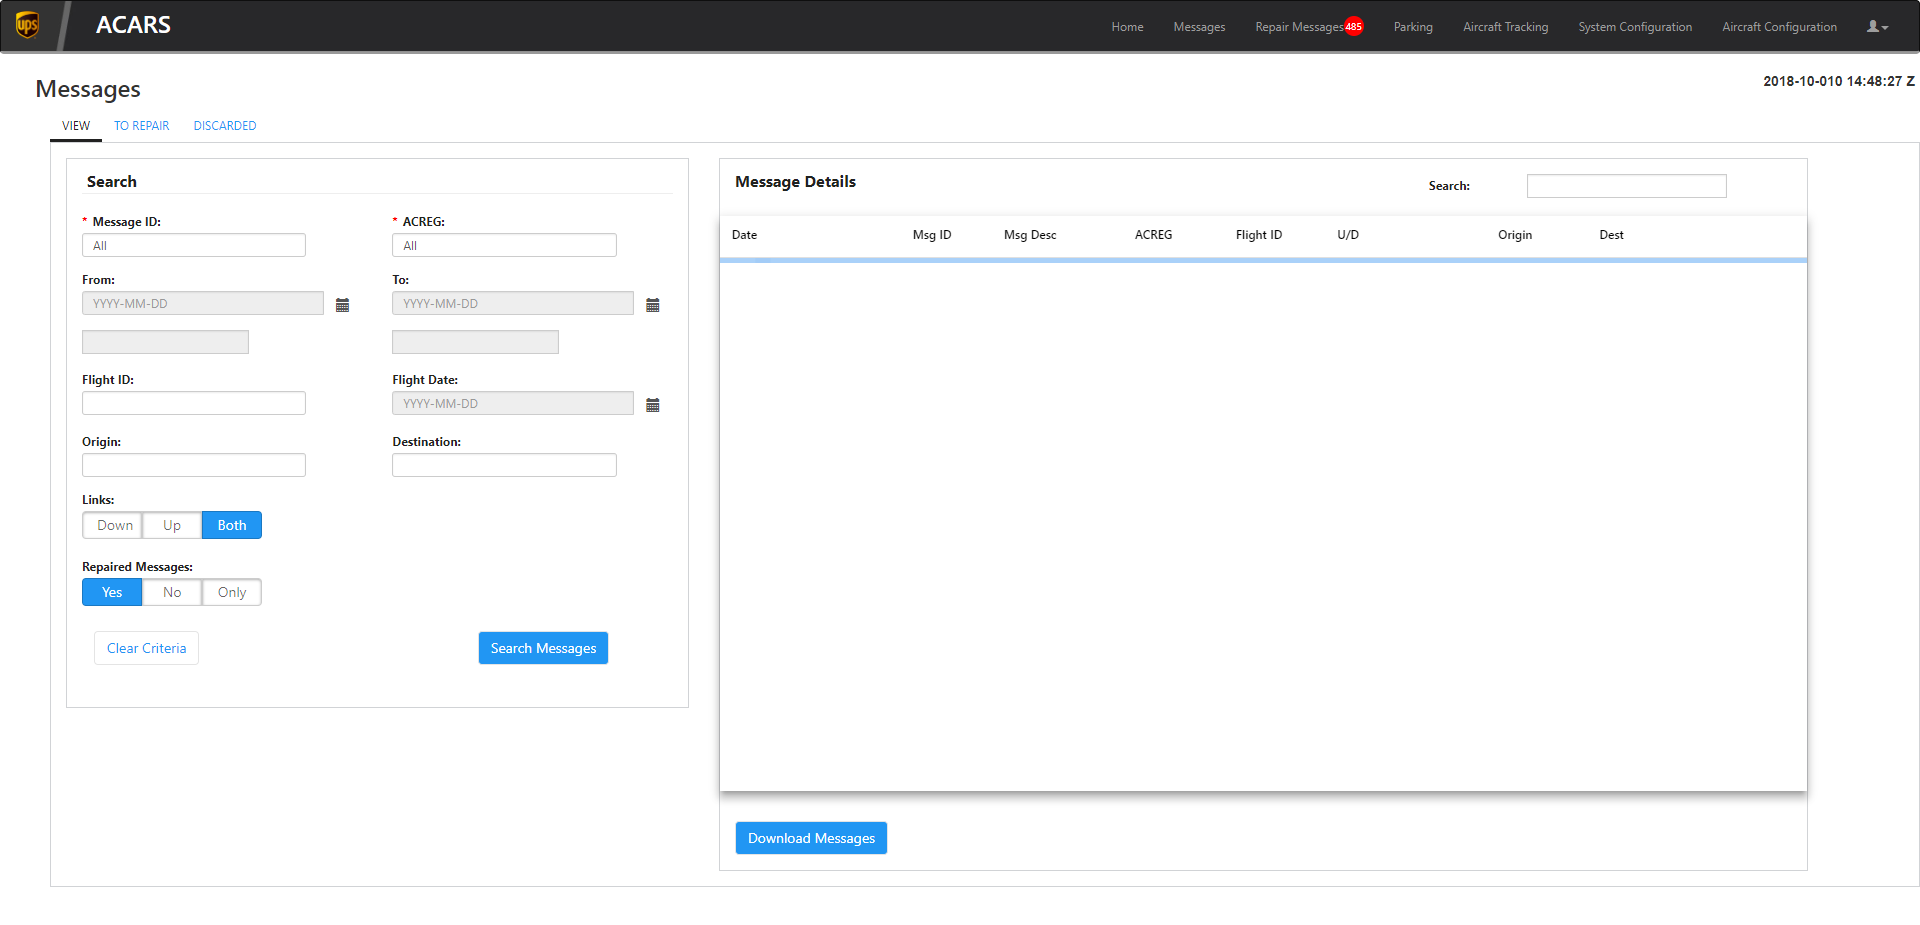 ups
ACARS
Home Messages Repair Messages 485 Parking Aircraft Tracking System Configuration Aircraft Configuration
Messages
2018-10-010 14:48:27 Z
VIEW TO REPAIR DISCARDED
Search
* Message ID: * ACREG:
All All
From: To:
YYYY-MM-DD YYYY-MM-DD
Flight ID: Flight Date:
YYYY-MM-DD
Origin: Destination:
Links:
Down Up Both
Repaired Messages:
Yes No Only
Clear Criteria Search Messages
Message Details
Search:
Date Msg ID Msg Desc ACREG Flight ID U/D Origin Dest
Download Messages